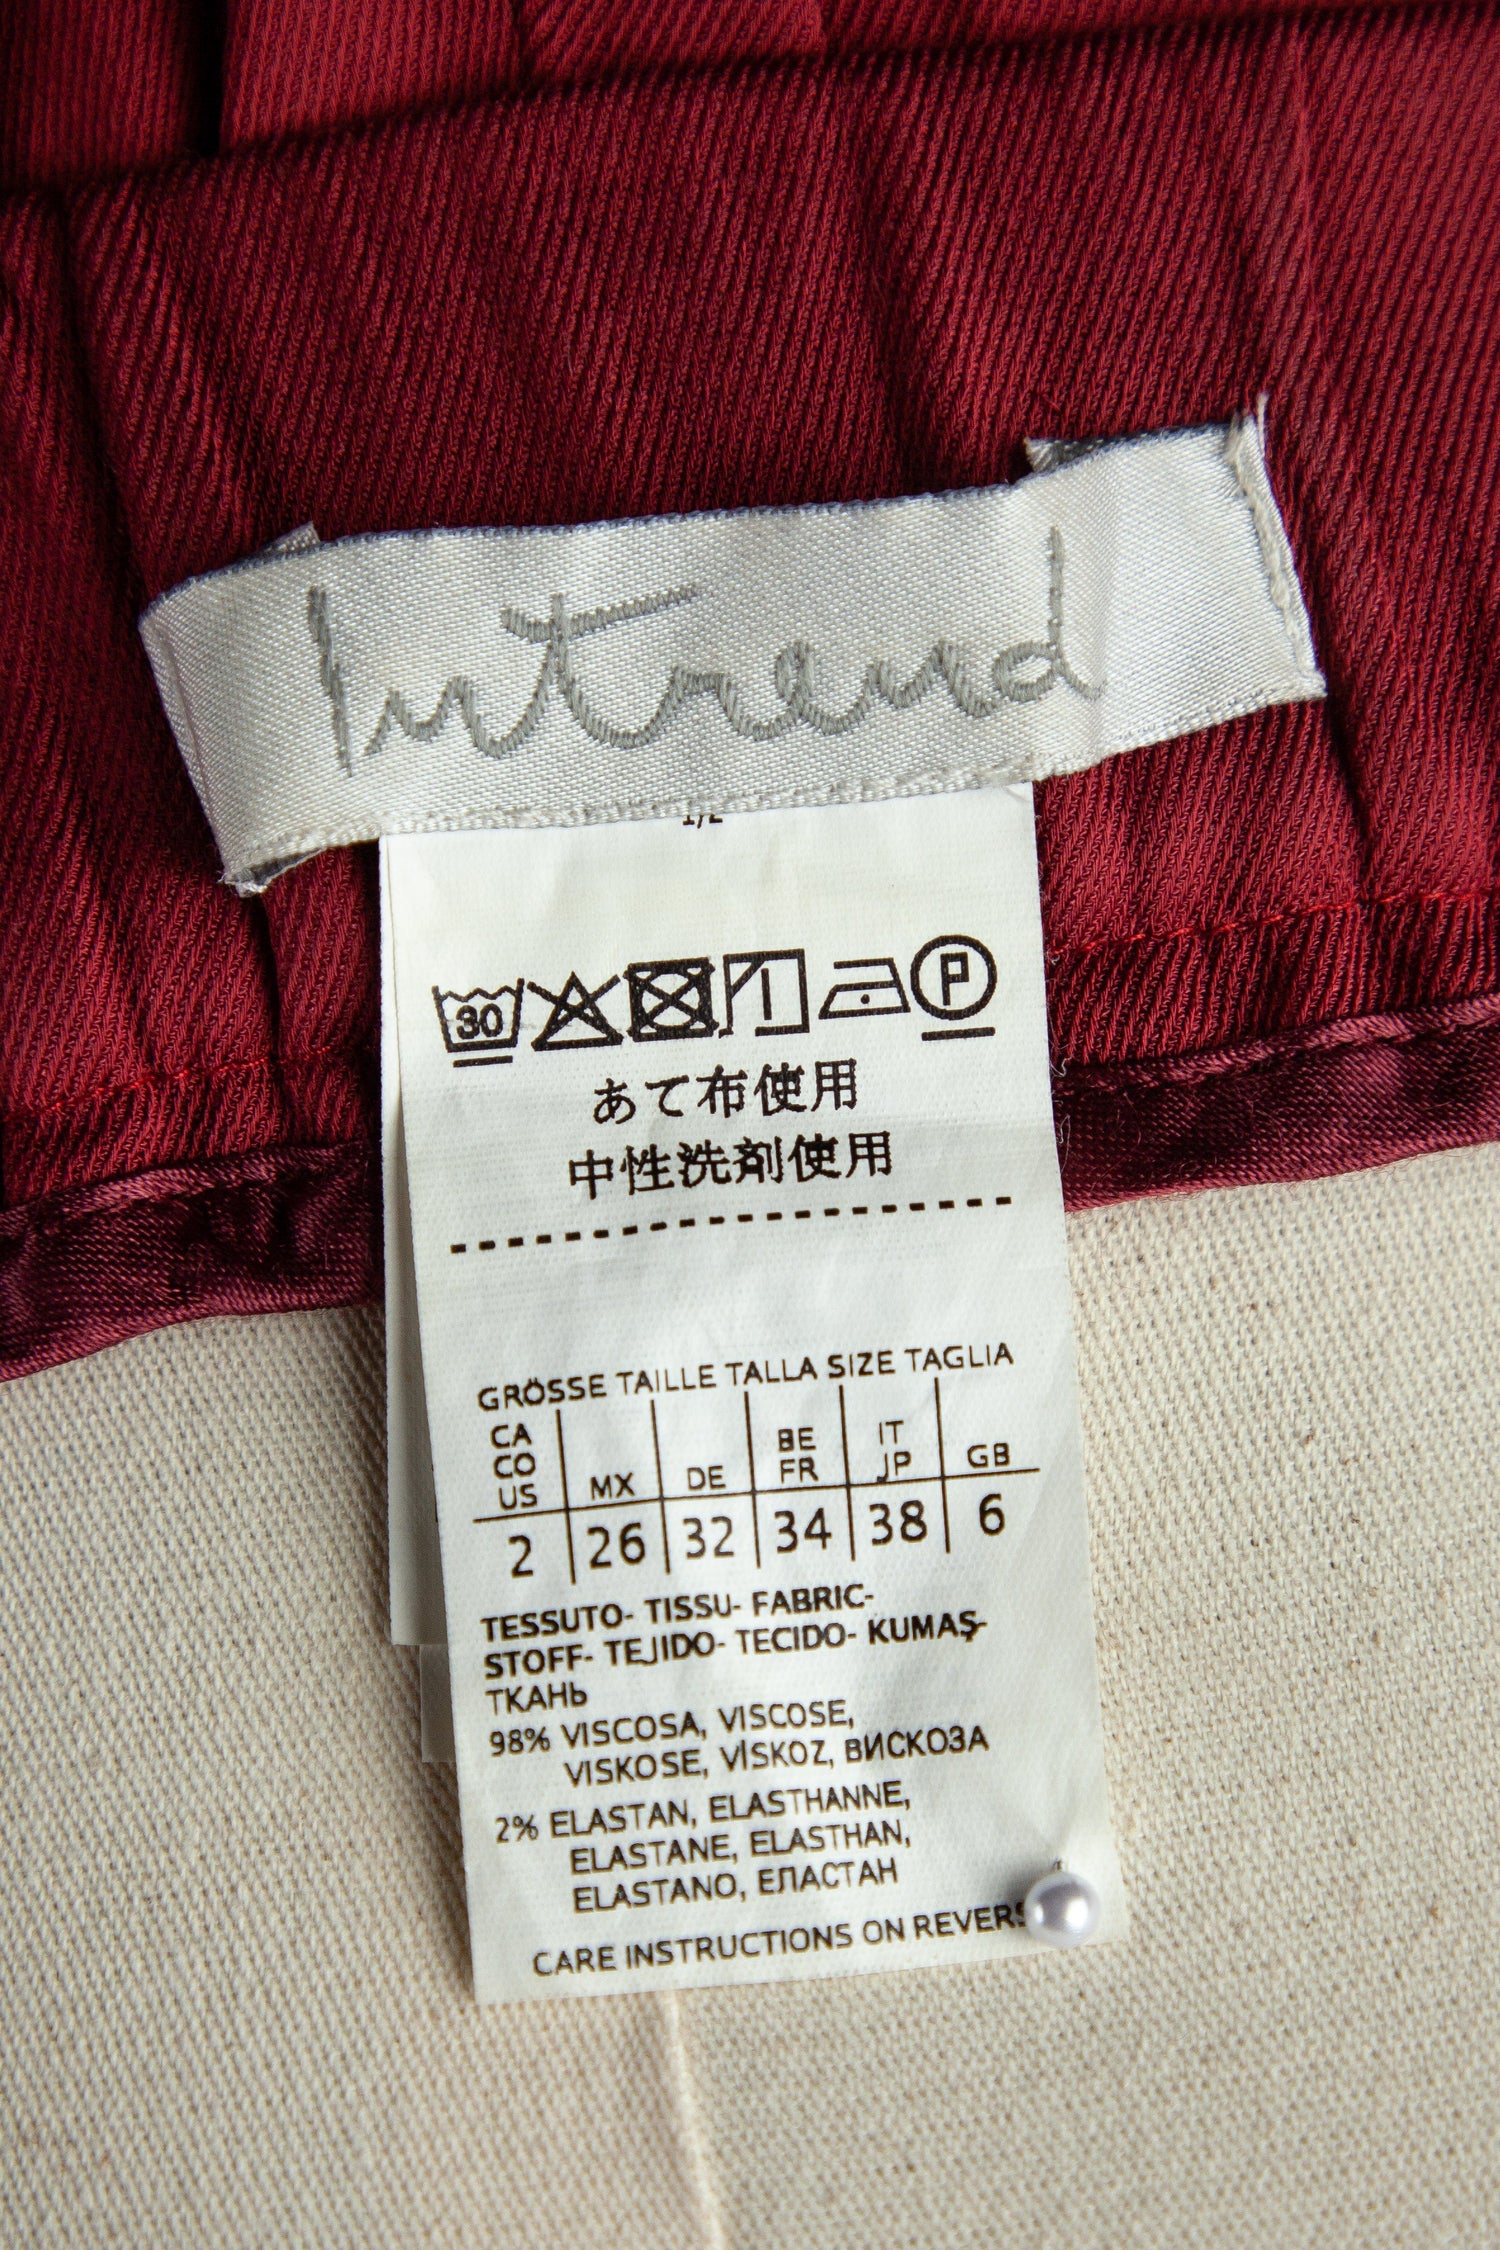 Intrend
1/2
30 P
あて布使用
中性洗剤使用
GRÖSSE TAILLE TALLA SIZE TAGLIA
CA CO US MX DE BE FR IT JP GB
2 26 32 34 38 6
TESSUTO- TISSU- FABRIC-
STOFF- TEJIDO- TECIDO- KUMAŞ-
ТКАНЬ
98% VISCOSA, VISCOSE,
VISKOSE, VİSKOZ, ВИСКОЗА
2% ELASTAN, ELASTHANNE,
ELASTANE, ELASTHAN,
ELASTANO, ЕЛАСТАН
CARE INSTRUCTIONS ON REVERS